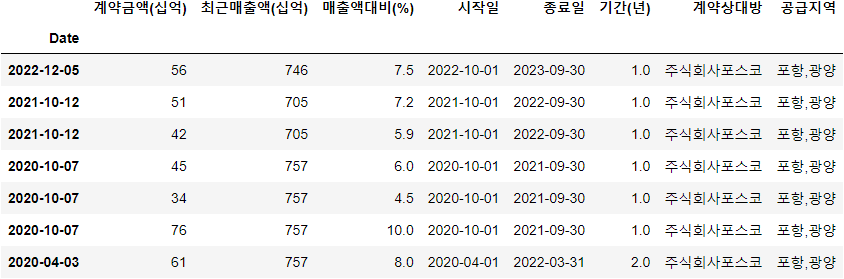 계약금액(십억) 최근매출액(십억) 매출액대비(%) 시작일 종료일 기간(년) 계약상대방 공급지역
Date
2022-12-05 56 746 7.5 2022-10-01 2023-09-30 1.0 주식회사포스코 포항,광양
2021-10-12 51 705 7.2 2021-10-01 2022-09-30 1.0 주식회사포스코 포항,광양
2021-10-12 42 705 5.9 2021-10-01 2022-09-30 1.0 주식회사포스코 포항,광양
2020-10-07 45 757 6.0 2020-10-01 2021-09-30 1.0 주식회사포스코 포항,광양
2020-10-07 34 757 4.5 2020-10-01 2021-09-30 1.0 주식회사포스코 포항,광양
2020-10-07 76 757 10.0 2020-10-01 2021-09-30 1.0 주식회사포스코 포항,광양
2020-04-03 61 757 8.0 2020-04-01 2022-03-31 2.0 주식회사포스코 포항,광양